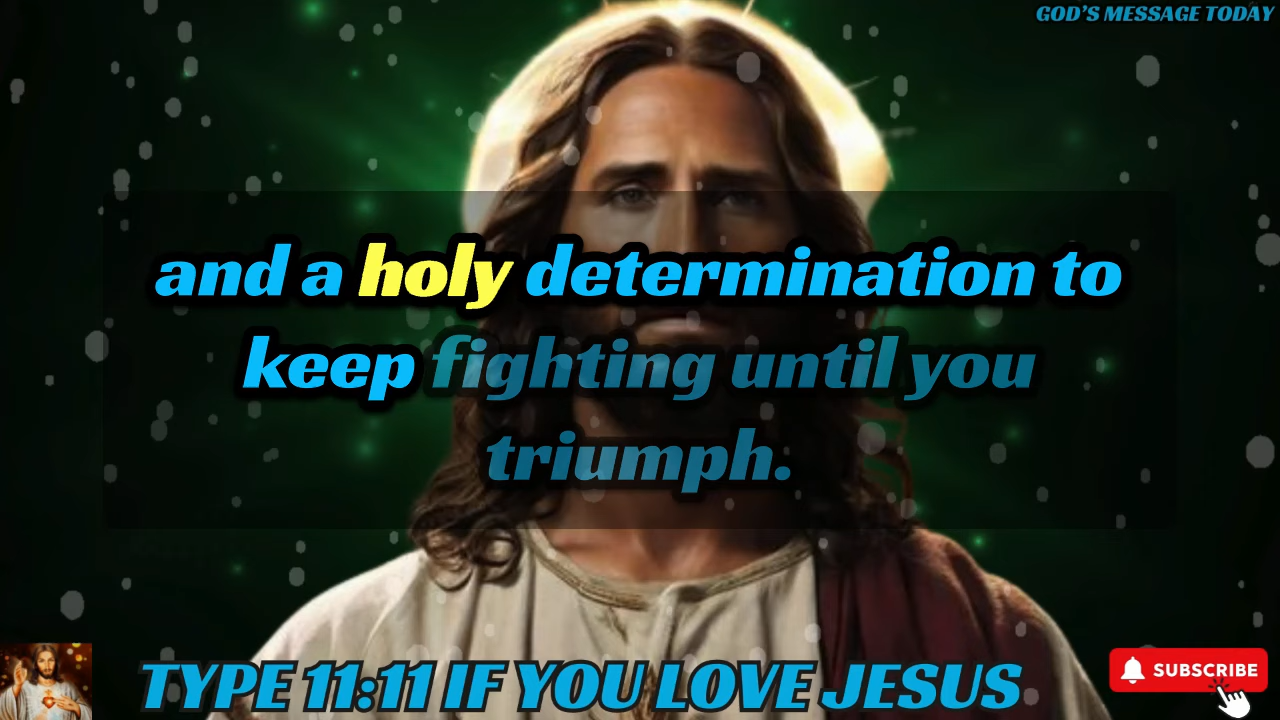 GOD'S MESSAGE TODAY
and a holy determination to
keep fighting until you
triumph.
TYPE 11:11 IF YOU LOVE JESUS
SUBSCRIBE